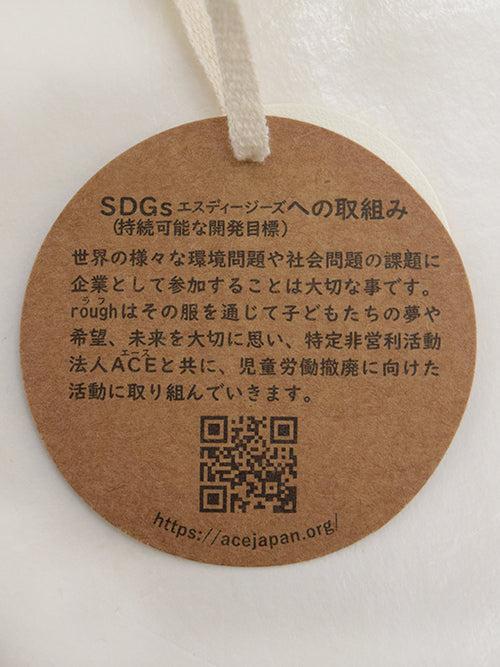 SDGsエスディージーズへの取組み
(持続可能な開発目標)
世界の様々な環境問題や社会問題の課題に
企業として参加することは大切な事です。
ラフ
roughはその服を通じて子どもたちの夢や
希望、未来を大切に思い、特定非営利活動
エース
法人ACEと共に、児童労働撤廃に向けた
活動に取り組んでいきます。
https://acejapan.org/